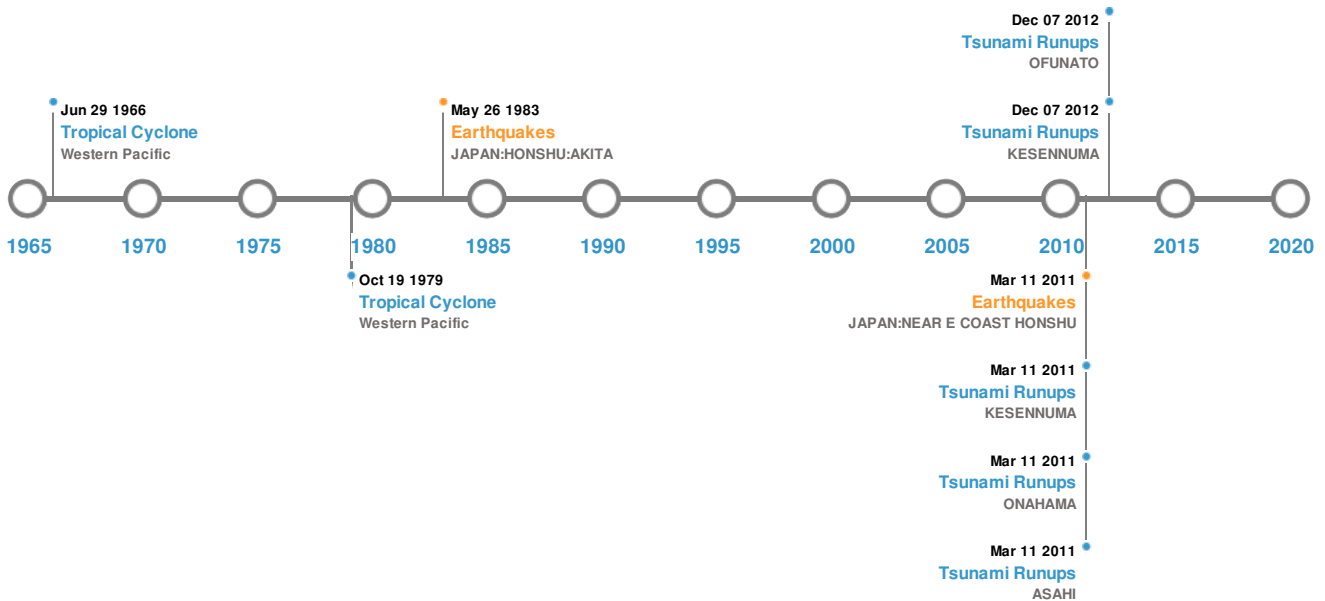 Dec 07 2012
Tsunami Runups
OFUNATO
Jun 29 1966
Tropical Cyclone
Western Pacific
May 26 1983
Earthquakes
JAPAN:HONSHU:AKITA
Dec 07 2012
Tsunami Runups
KESENNUMA
1965 1970 1975 1980 1985 1990 1995 2000 2005 2010 2015 2020
Oct 19 1979
Tropical Cyclone
Western Pacific
Mar 11 2011
Earthquakes
JAPAN:NEAR E COAST HONSHU
Mar 11 2011
Tsunami Runups
KESENNUMA
Mar 11 2011
Tsunami Runups
ONAHAMA
Mar 11 2011
Tsunami Runups
ASAHI